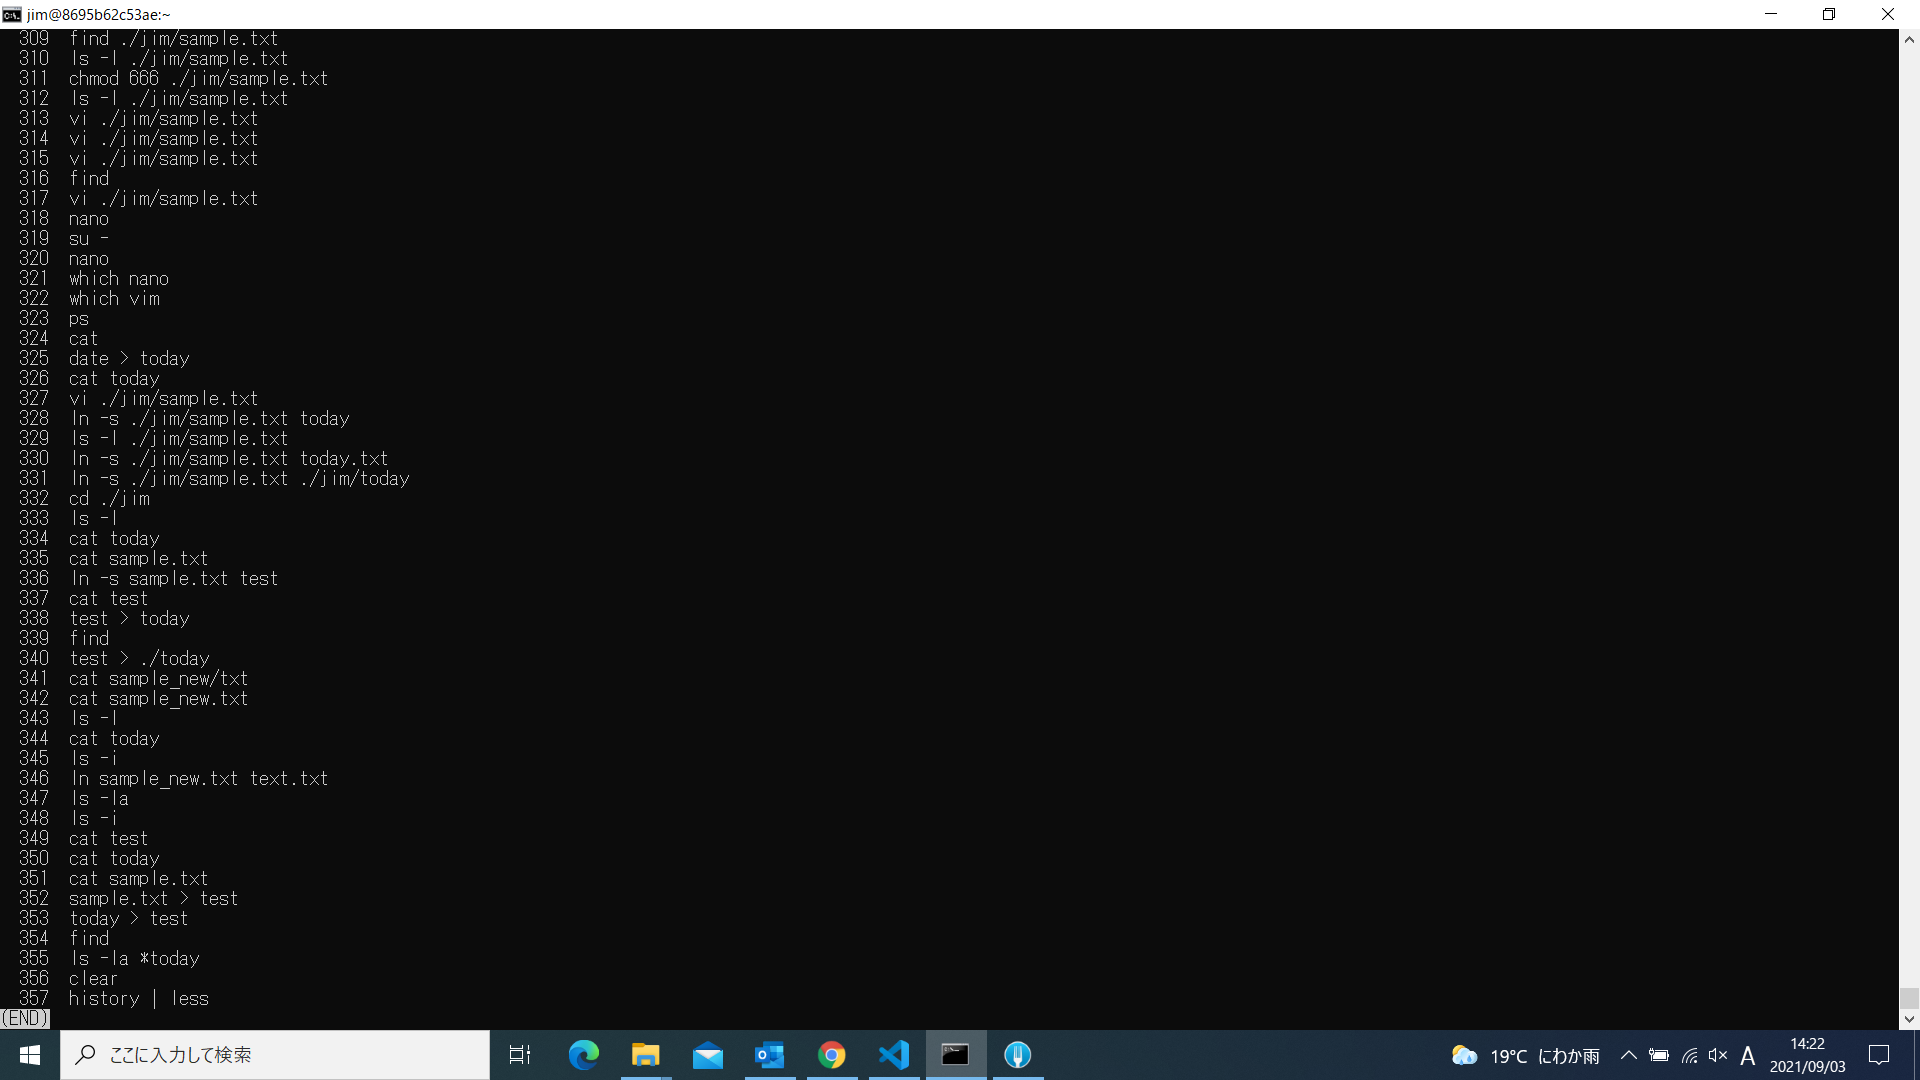 jim@8695b62c53ae:~
309 find ./jim/sample.txt
310 ls -l ./jim/sample.txt
311 chmod 666 ./jim/sample.txt
312 ls -l ./jim/sample.txt
313 vi ./jim/sample.txt
314 vi ./jim/sample.txt
315 vi ./jim/sample.txt
316 find
317 vi ./jim/sample.txt
318 nano
319 su -
320 nano
321 which nano
322 which vim
323 ps
324 cat
325 date > today
326 cat today
327 vi ./jim/sample.txt
328 ln -s ./jim/sample.txt today
329 ls -l ./jim/sample.txt
330 ln -s ./jim/sample.txt today.txt
331 ln -s ./jim/sample.txt ./jim/today
332 cd ./jim
333 ls -l
334 cat today
335 cat sample.txt
336 ln -s sample.txt test
337 cat test
338 test > today
339 find
340 test > ./today
341 cat sample_new/txt
342 cat sample_new.txt
343 ls -l
344 cat today
345 ls -i
346 ln sample_new.txt text.txt
347 ls -la
348 ls -i
349 cat test
350 cat today
351 cat sample.txt
352 sample.txt > test
353 today > test
354 find
355 ls -la *today
356 clear
357 history | less
(END)
ここに入力して検索
19°C にわか雨
A
14:22
2021/09/03